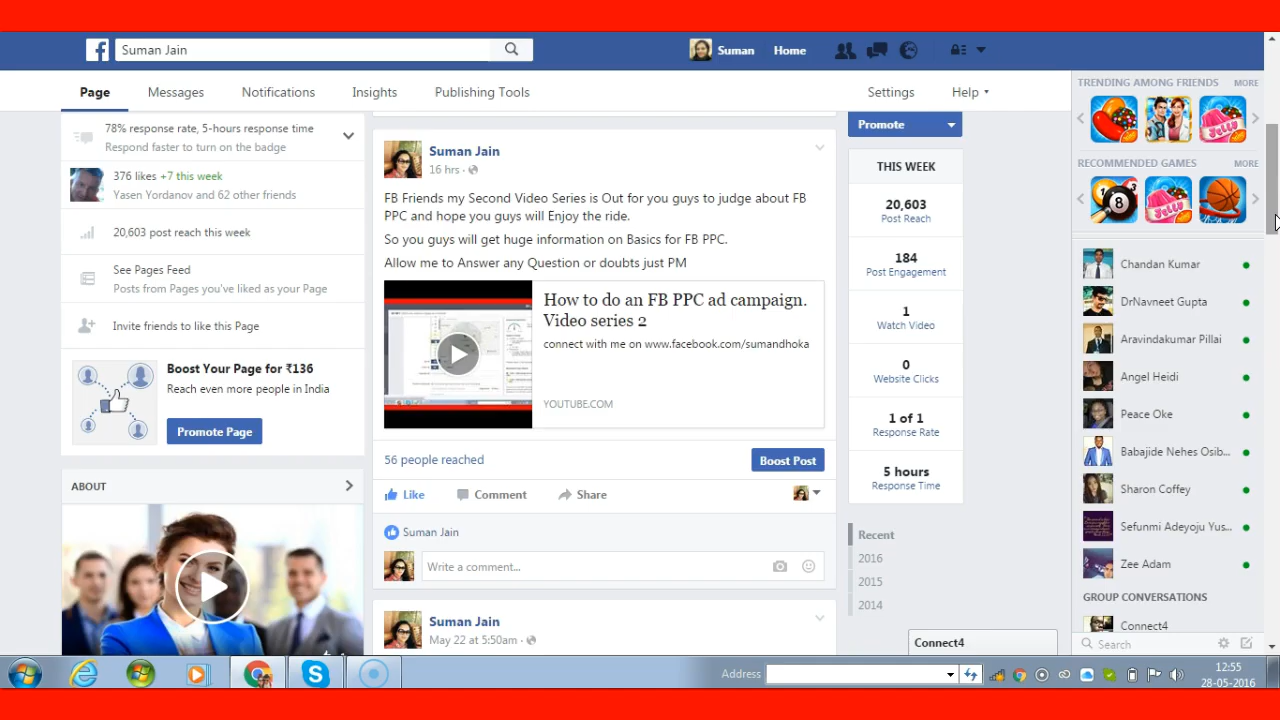 Suman Jain
Suman Home
Page Messages Notifications Insights Publishing Tools Settings Help
78% response rate, 5-hours response time
Respond faster to turn on the badge
376 likes +7 this week
Yasen Yordanov and 62 other friends
20,603 post reach this week
See Pages Feed
Posts from Pages you've liked as your Page
Invite friends to like this Page
Boost Your Page for ₹136
Reach even more people in India
Promote Page
ABOUT
Suman Jain
16 hrs ·
FB Friends my Second Video Series is Out for you guys to judge about FB
PPC and hope you guys will Enjoy the ride.
So you guys will get huge information on Basics for FB PPC.
Allow me to Answer any Question or doubts just PM
How to do an FB PPC ad campaign.
Video series 2
connect with me on www.facebook.com/sumandhoka
YOUTUBE.COM
56 people reached
Boost Post
Like Comment Share
Suman Jain
Write a comment...
Suman Jain
May 22 at 5:50am ·
Promote
THIS WEEK
20,603
Post Reach
184
Post Engagement
1
Watch Video
0
Website Clicks
1 of 1
Response Rate
5 hours
Response Time
Recent
2016
2015
2014
Connect4
TRENDING AMONG FRIENDS MORE
RECOMMENDED GAMES MORE
Chandan Kumar
DrNavneet Gupta
Aravindakumar Pillai
Angel Heidi
Peace Oke
Babajide Nehes Osib...
Sharon Coffey
Sefunmi Adeyoju Yus...
Zee Adam
GROUP CONVERSATIONS
Connect4
Search
Address
12:55
28-05-2016